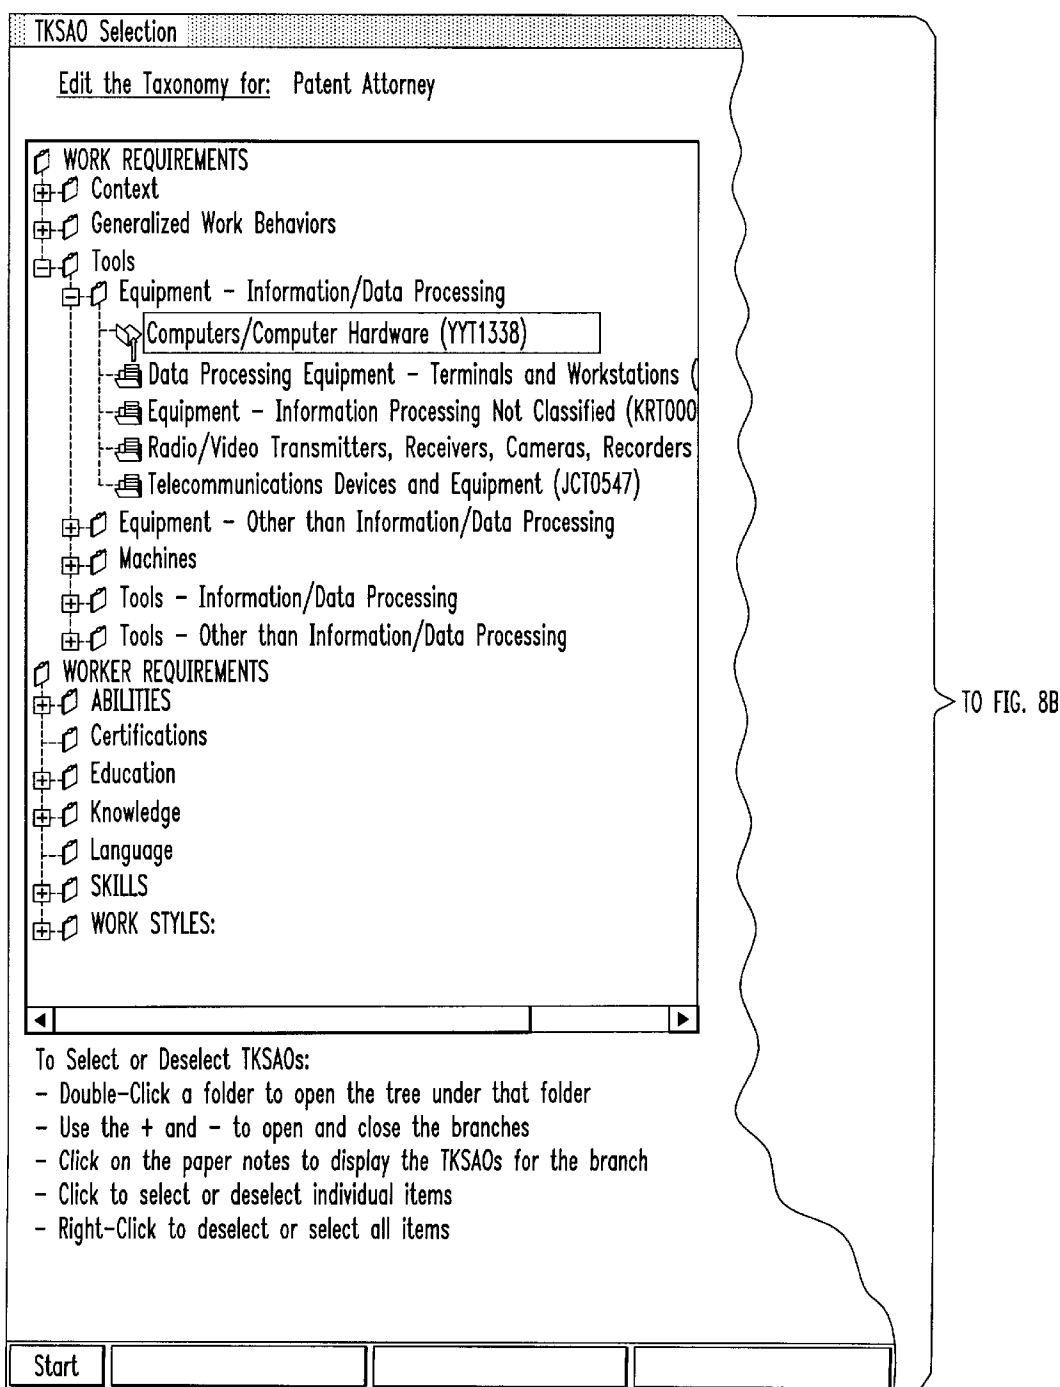 TKSAO Selection
Edit the Taxonomy for: Patent Attorney
WORK REQUIREMENTS
Context
Generalized Work Behaviors
Tools
Equipment – Information/Data Processing
Computers/Computer Hardware (YYT1338)
Data Processing Equipment – Terminals and Workstations (
Equipment – Information Processing Not Classified (KRT000
Radio/Video Transmitters, Receivers, Cameras, Recorders
Telecommunications Devices and Equipment (JCT0547)
Equipment – Other than Information/Data Processing
Machines
Tools – Information/Data Processing
Tools – Other than Information/Data Processing
WORKER REQUIREMENTS
ABILITIES
TO FIG. 8B
Certifications
Education
Knowledge
Language
SKILLS
WORK STYLES:
To Select or Deselect TKSAOs:
– Double–Click a folder to open the tree under that folder
– Use the + and – to open and close the branches
– Click on the paper notes to display the TKSAOs for the branch
– Click to select or deselect individual items
– Right–Click to deselect or select all items
Start